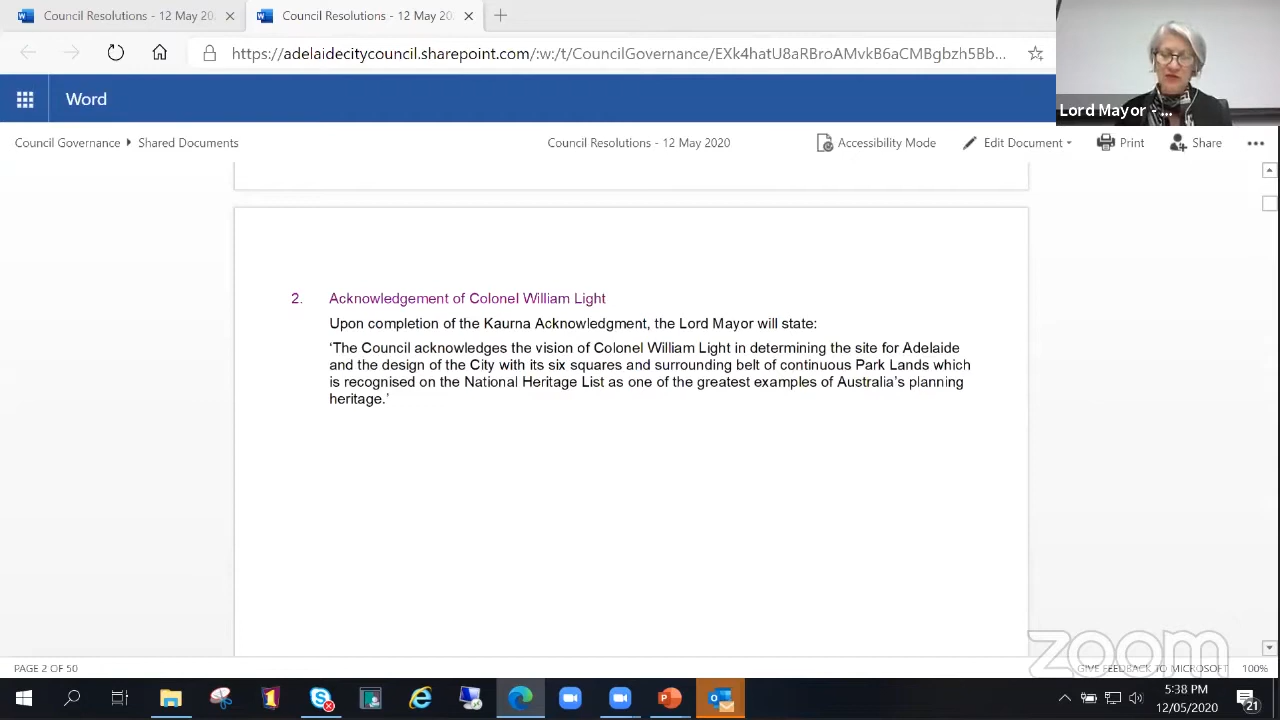 Council Resolutions - 12 May 20.
Council Resolutions - 12 May 202.
https://adelaidecitycouncil.sharepoint.com/:w:/t/CouncilGovernance/EXk4hatU8aRBroAMvkB6aCMBgbzh5Bb...
Word
Lord Mayor - ...
Council Governance
Shared Documents
Council Resolutions - 12 May 2020
Accessibility Mode
Edit Document
Print
Share
2. Acknowledgement of Colonel William Light
Upon completion of the Kaurna Acknowledgment, the Lord Mayor will state:
‘The Council acknowledges the vision of Colonel William Light in determining the site for Adelaide
and the design of the City with its six squares and surrounding belt of continuous Park Lands which
is recognised on the National Heritage List as one of the greatest examples of Australia’s planning
heritage.’
zoom
PAGE 2 OF 50
GIVE FEEDBACK TO MICROSOFT
100%
5:38 PM
12/05/2020
21